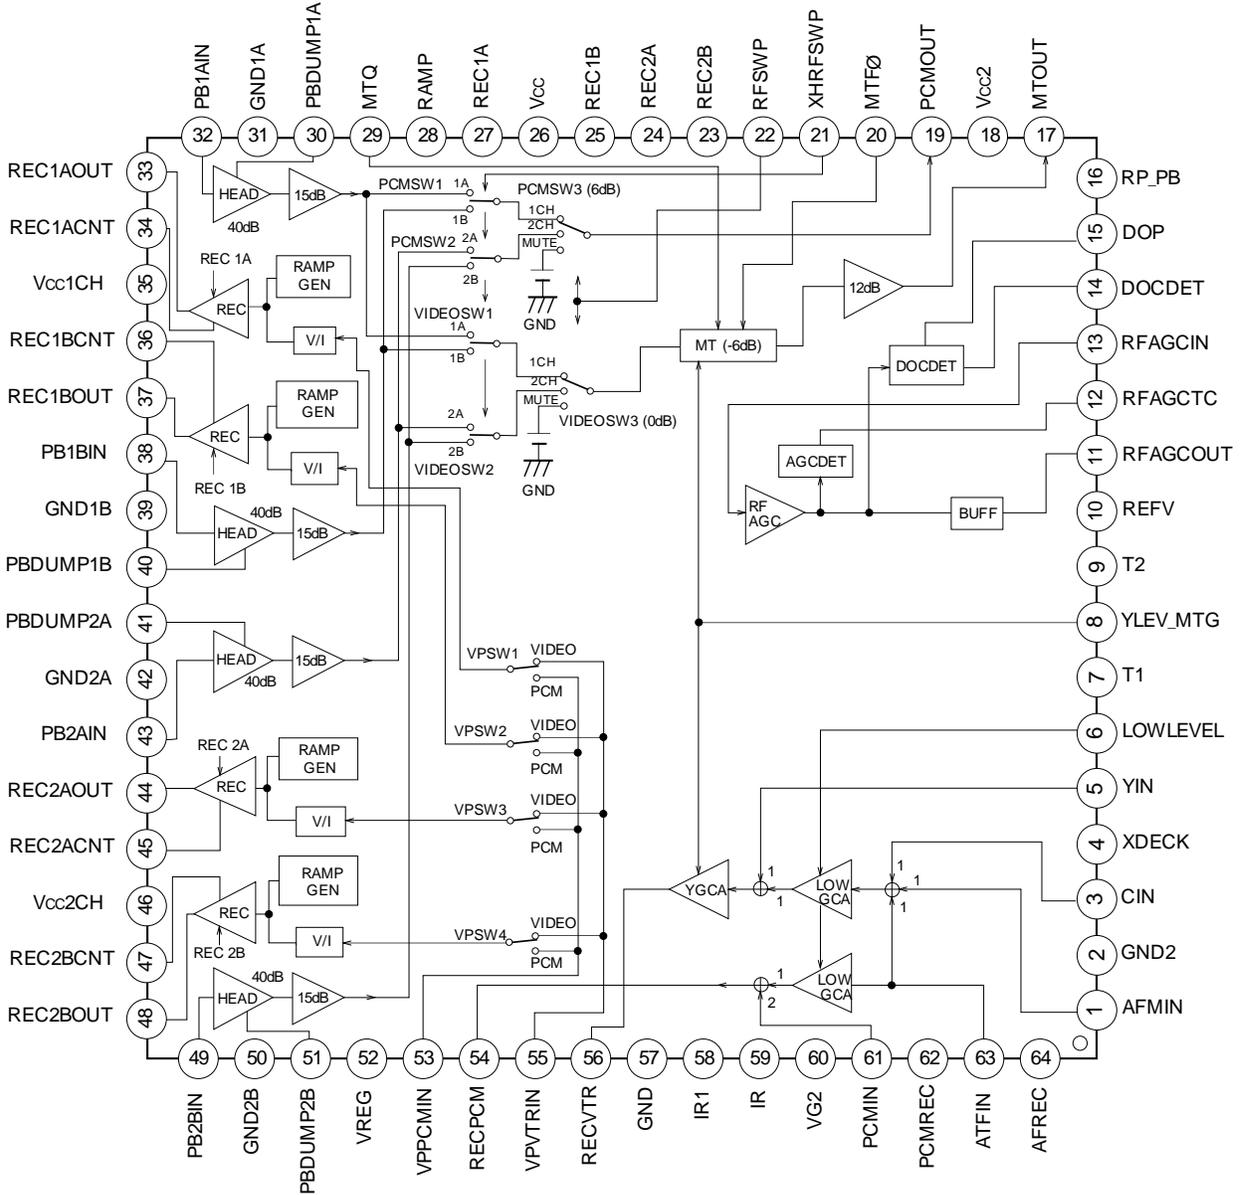 PB1AIN
GND1A
PBDUMP1A
MTQ
RAMP
REC1A
Vcc
REC1B
REC2A
REC2B
RFSWP
XHRFSWP
MTFØ
PCMOUT
Vcc2
MTOUT
32
31
30
29
28
27
26
25
24
23
22
21
20
19
18
17
REC1AOUT
33
REC1ACNT
34
Vcc1CH
35
REC1BCNT
36
REC1BOUT
37
PB1BIN
38
GND1B
39
PBDUMP1B
40
PBDUMP2A
41
GND2A
42
PB2AIN
43
REC2AOUT
44
REC2ACNT
45
Vcc2CH
46
REC2BCNT
47
REC2BOUT
48
HEAD
40dB
15dB
REC 1A
REC
RAMP
GEN
V/I
RAMP
GEN
REC
REC 1B
V/I
HEAD
40dB
15dB
HEAD
40dB
15dB
REC 2A
REC
RAMP
GEN
V/I
RAMP
GEN
REC
REC 2B
V/I
HEAD
40dB
15dB
PCMSW1
1A
1B
PCMSW2
2A
2B
PCMSW3 (6dB)
1CH
2CH
MUTE
GND
VIDEOSW1
1A
1B
1CH
2CH
MUTE
VIDEOSW3 (0dB)
2A
2B
VIDEOSW2
GND
MT (-6dB)
12dB
DOCDET
AGCDET
RF
AGC
BUFF
VPSW1
VIDEO
PCM
VPSW2
VIDEO
PCM
VPSW3
VIDEO
PCM
VPSW4
VIDEO
PCM
YGCA
1
1
LOW
GCA
1
1
1
LOW
GCA
1
2
16
RP_PB
15
DOP
14
DOCDET
13
RFAGCIN
12
RFAGCTC
11
RFAGCOUT
10
REFV
9
T2
8
YLEV_MTG
7
T1
6
LOWLEVEL
5
YIN
4
XDECK
3
CIN
2
GND2
1
AFMIN
49
50
51
52
53
54
55
56
57
58
59
60
61
62
63
64
PB2BIN
GND2B
PBDUMP2B
VREG
VPPCMIN
RECPCM
VPVTRIN
RECVTR
GND
IR1
IR
VG2
PCMIN
PCMREC
ATFIN
AFREC